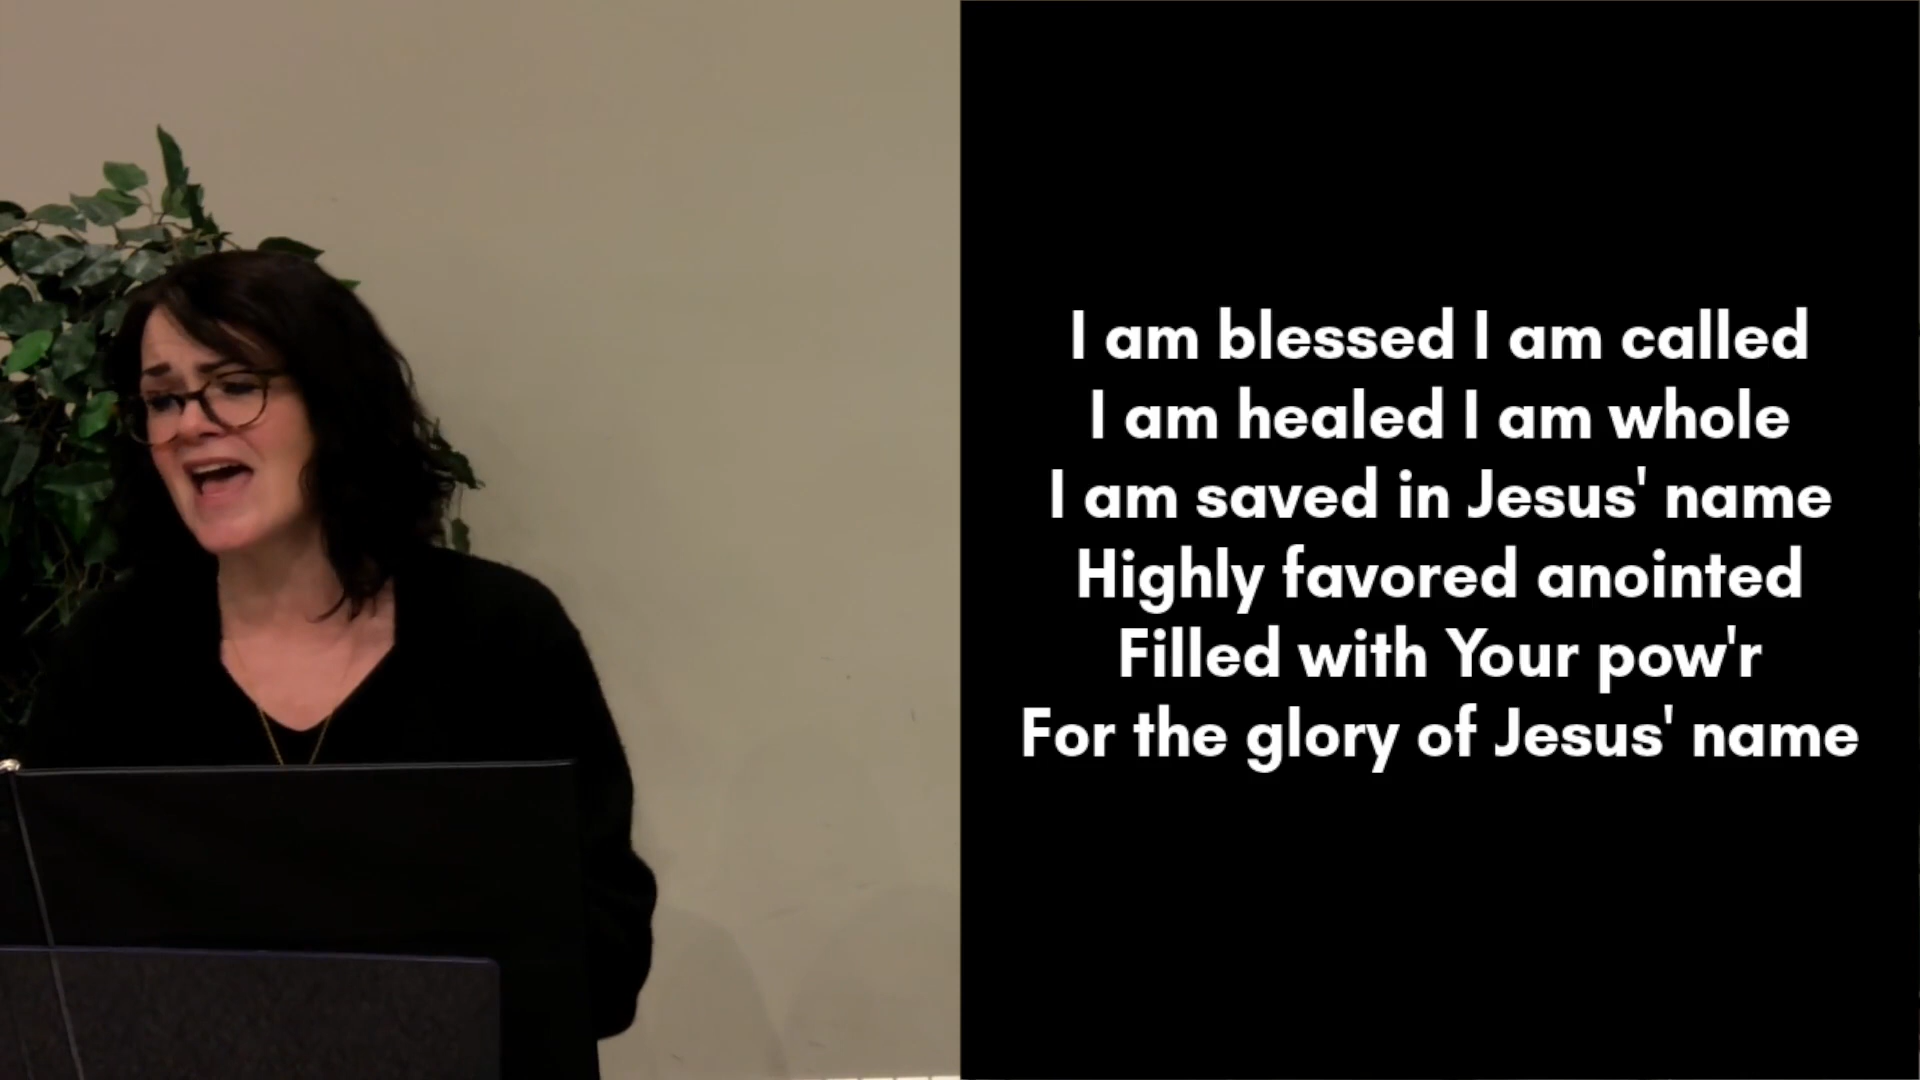 I am blessed I am called
I am healed I am whole
I am saved in Jesus' name
Highly favored anointed
Filled with Your pow'r
For the glory of Jesus' name